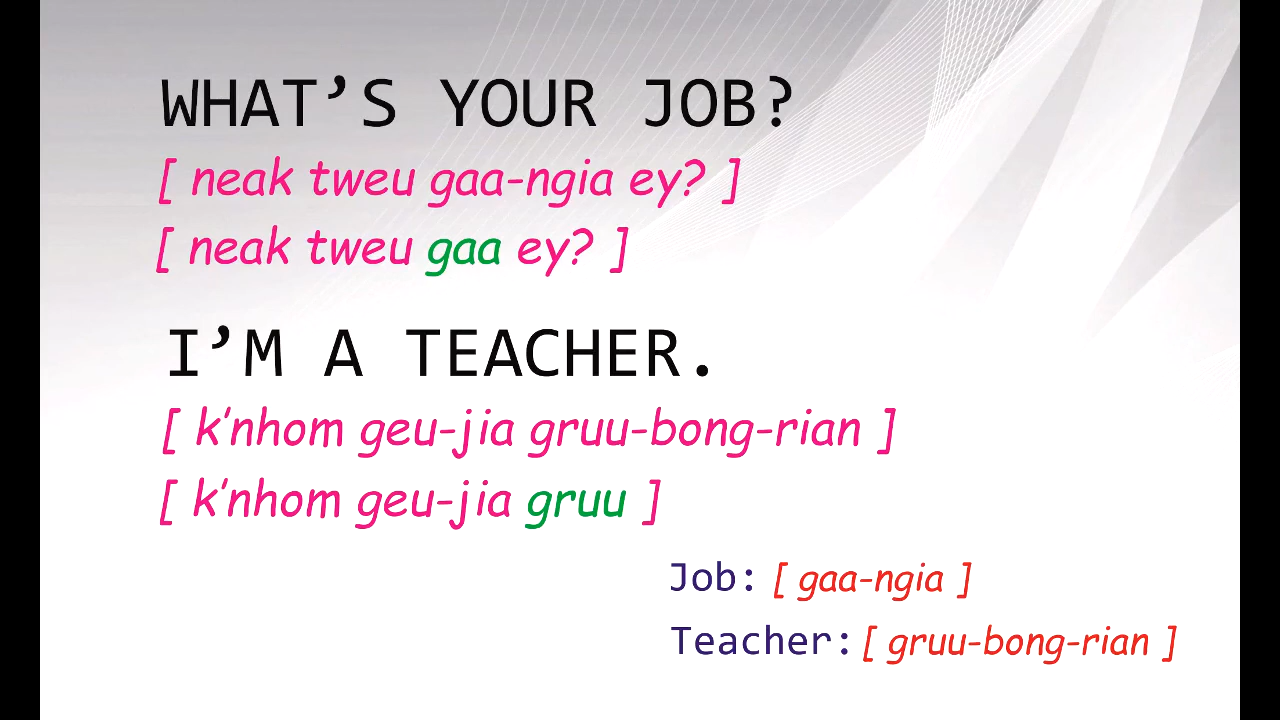 WHAT’S YOUR JOB?
[ neak tweu gaa-ngia ey? ]
[ neak tweu gaa ey? ]
I’M A TEACHER.
[ k’nhom geu-jia gruu-bong-rian ]
[ k’nhom geu-jia gruu ]
Job: [ gaa-ngia ]
Teacher: [ gruu-bong-rian ]